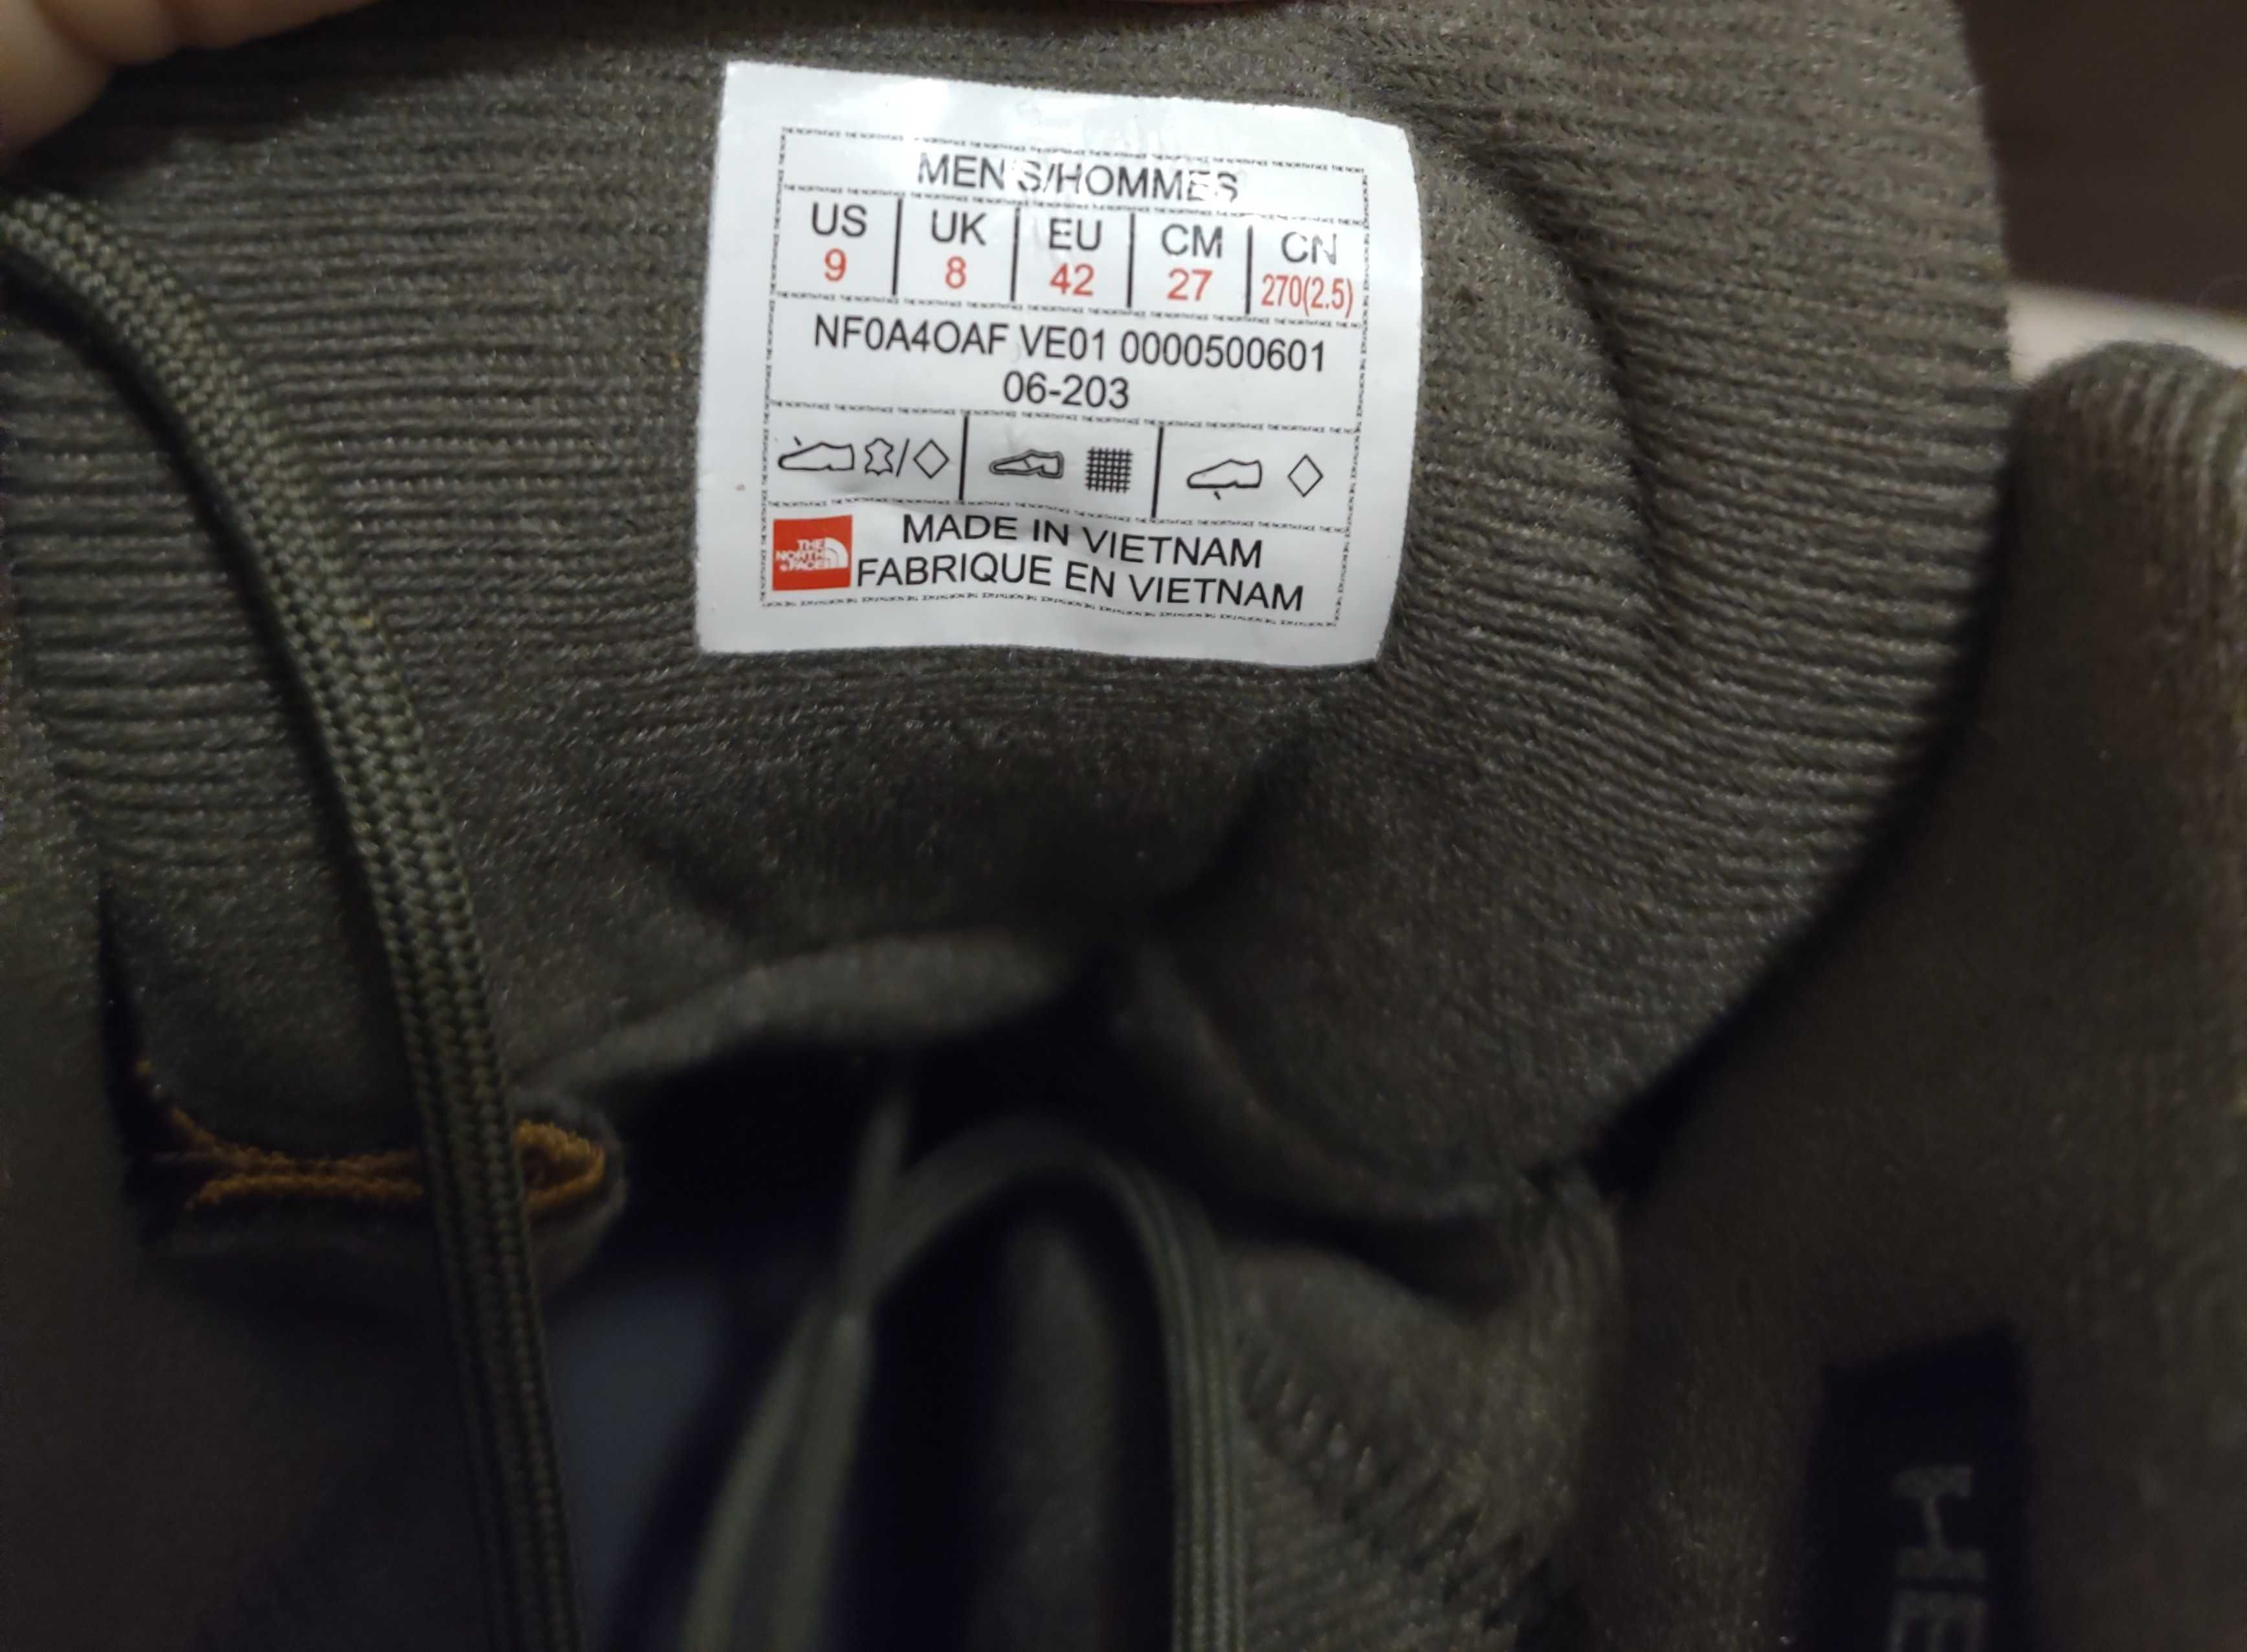 MEN'S/HOMMES
US UK EU CM CN
9 8 42 27 270(2.5)
NF0A4OAF VE01 0000500601
06-203
THE
NORTH
FACE
MADE IN VIETNAM
FABRIQUE EN VIETNAM